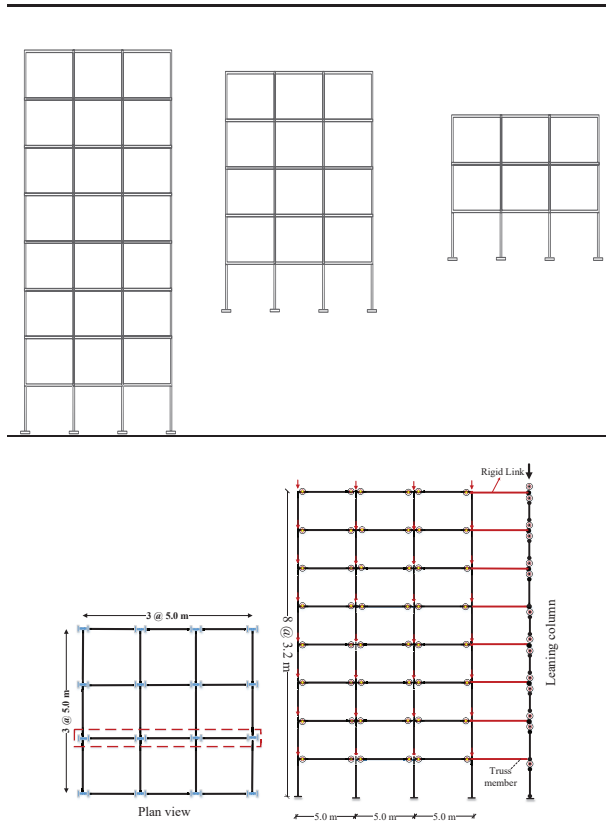 Rigid Link
3 @ 5.0 m
3 @ 5.0 m
8 @ 3.2 m
Leaning column
Truss
member
Plan view
5.0 m
5.0 m
5.0 m